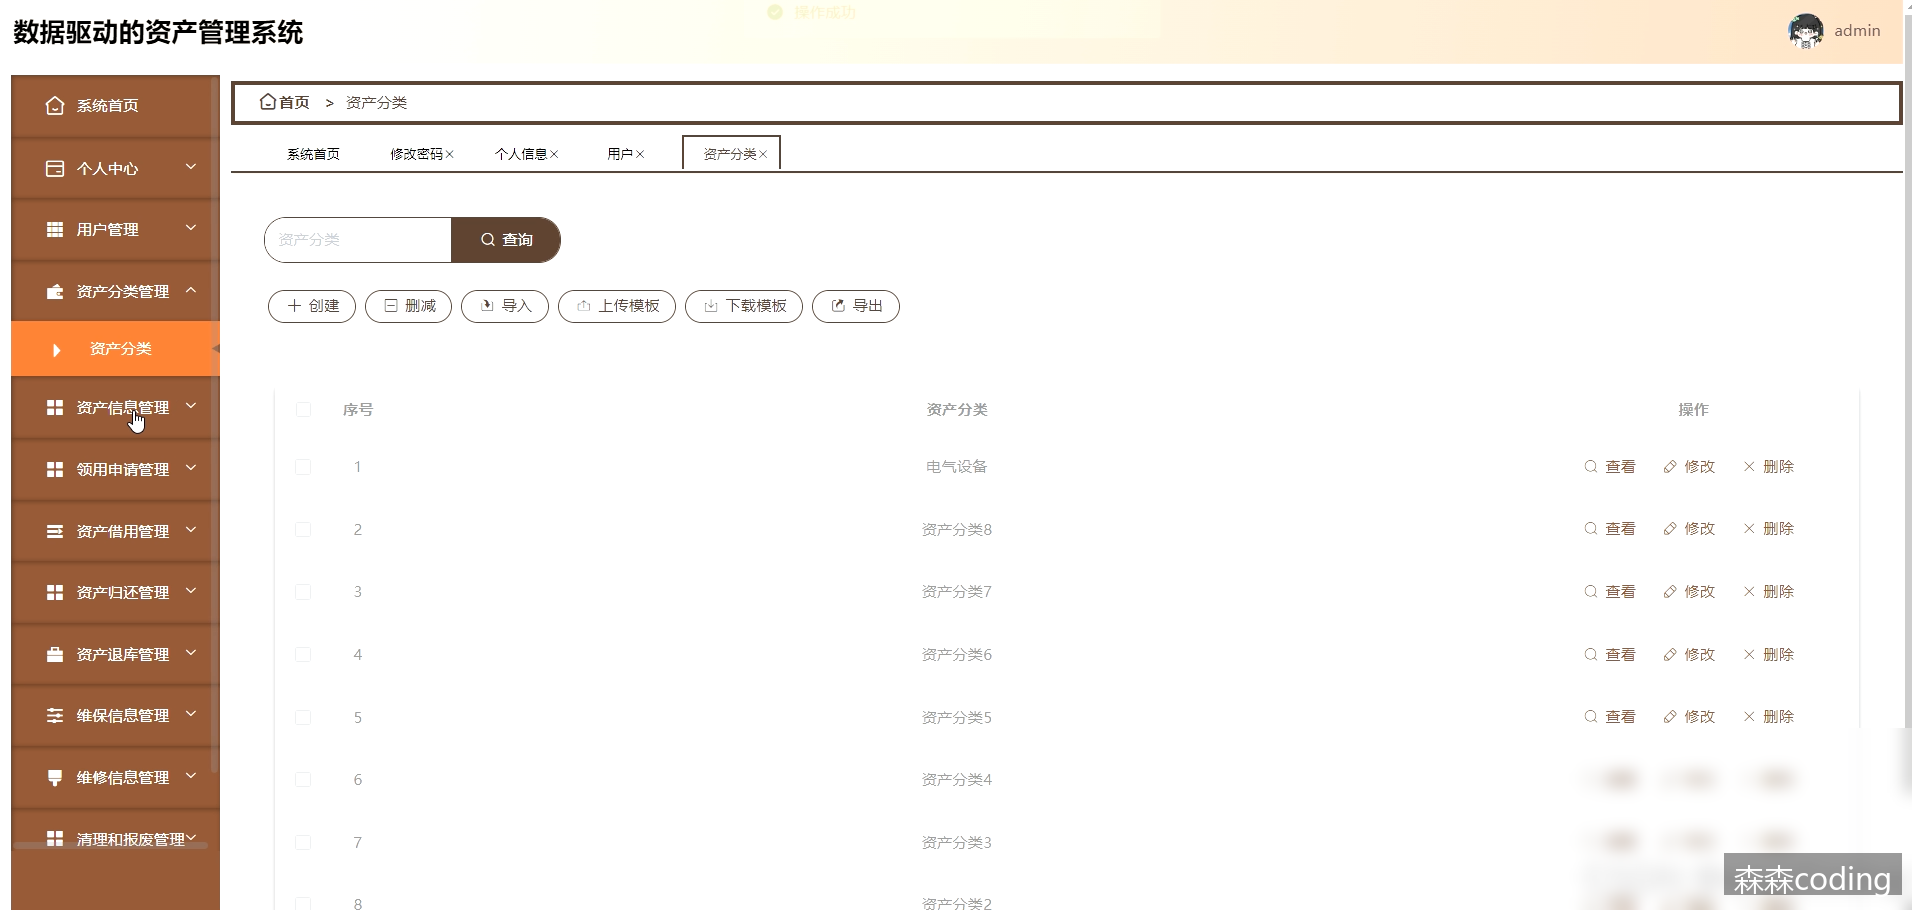 操作成功
数据驱动的资产管理系统
admin
系统首页
个人中心
用户管理
资产分类管理
资产分类
资产信息管理
领用申请管理
资产借用管理
资产归还管理
资产退库管理
维保信息管理
维修信息管理
清理和报废管理
首页 > 资产分类
系统首页 修改密码× 个人信息× 用户× 资产分类×
资产分类 查询
创建 删减 导入 上传模板 下载模板 导出
序号 资产分类 操作
1 电气设备 查看 修改 删除
2 资产分类8 查看 修改 删除
3 资产分类7 查看 修改 删除
4 资产分类6 查看 修改 删除
5 资产分类5 查看 修改 删除
6 资产分类4
7 资产分类3
8 资产分类2
森森coding